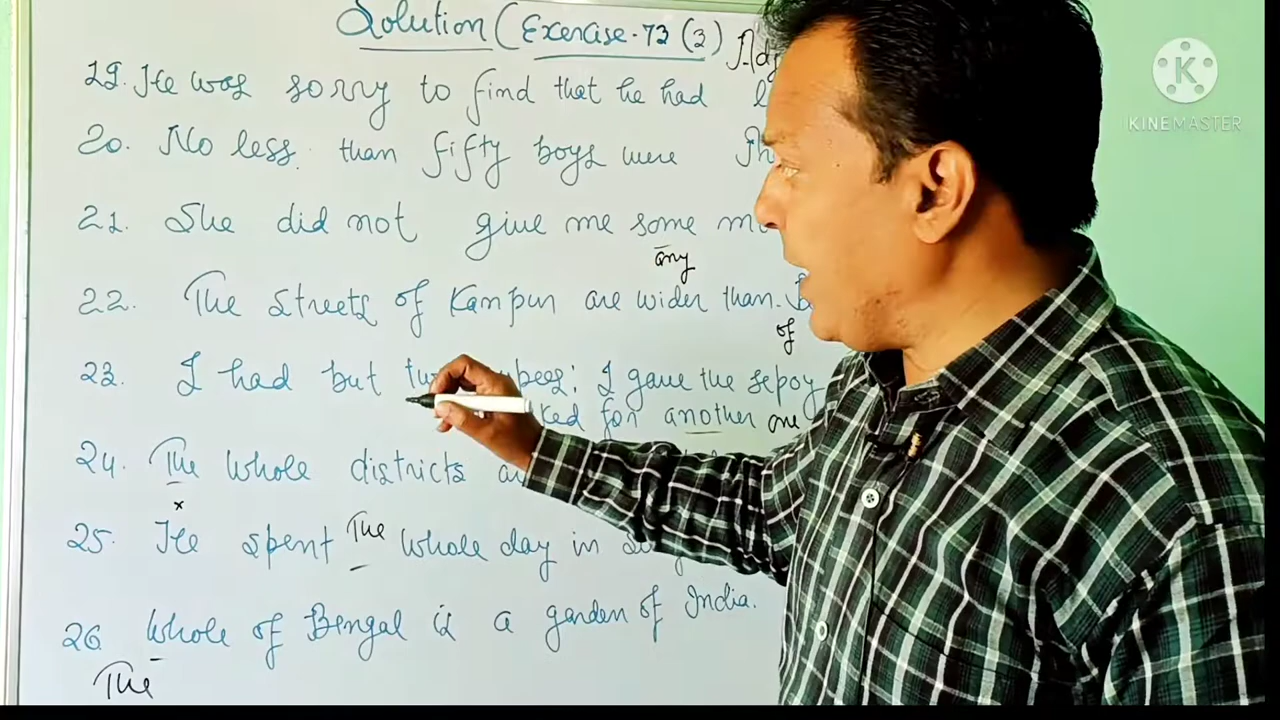 Solution (Exercise-72 (3)
KINEMASTER
19. He was sorry to find that he had
20. No less than fifty boys were
21. She did not give me some
any
22. The streets of Kanpur are wider than
of
23. I had but I gave the sepoy
for another one
24. The whole districts
x
25. He spent The whole day in
26 Whole of Bengal is a garden of India.
The